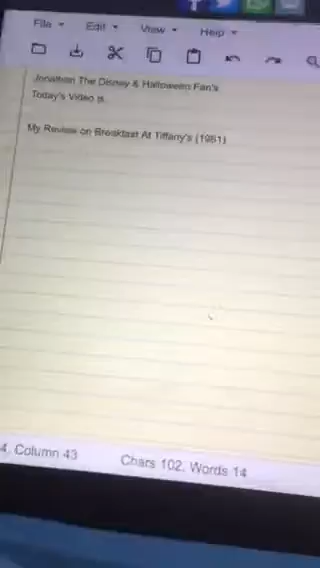 File Edit View Help
Jonathan The Disney & Halloween Fan's
Today's Video is
My Review on Breakfast At Tiffany's (1961)
4, Column 43 Chars 102, Words 14